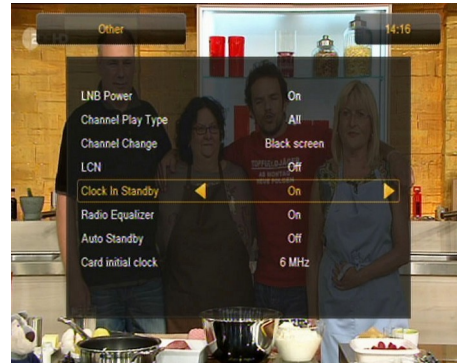 Other
14:16
LNB Power On
Channel Play Type All
Channel Change Black screen
LCN Off
Clock In Standby On
Radio Equalizer On
Auto Standby Off
Card initial clock 6 MHz